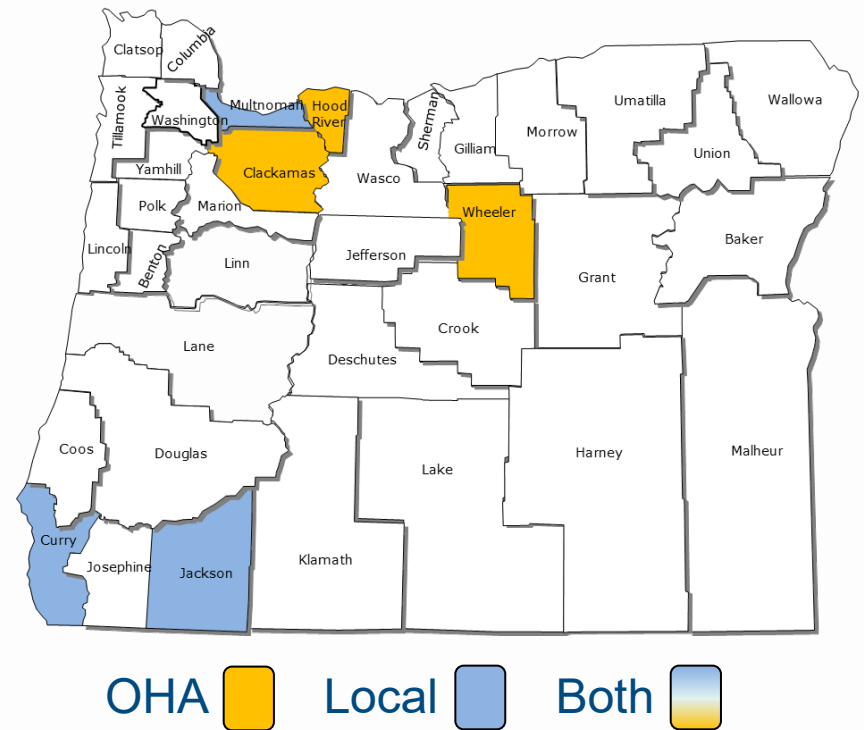 Clatsop
Columbia
Tillamook
Washington
Multnomah
Hood
River
Sherman
Gilliam
Morrow
Umatilla
Union
Wallowa
Yamhill
Clackamas
Wasco
Polk
Marion
Wheeler
Lincoln
Benton
Linn
Jefferson
Grant
Baker
Lane
Crook
Deschutes
Coos
Douglas
Lake
Harney
Malheur
Curry
Josephine
Jackson
Klamath
OHA Local Both